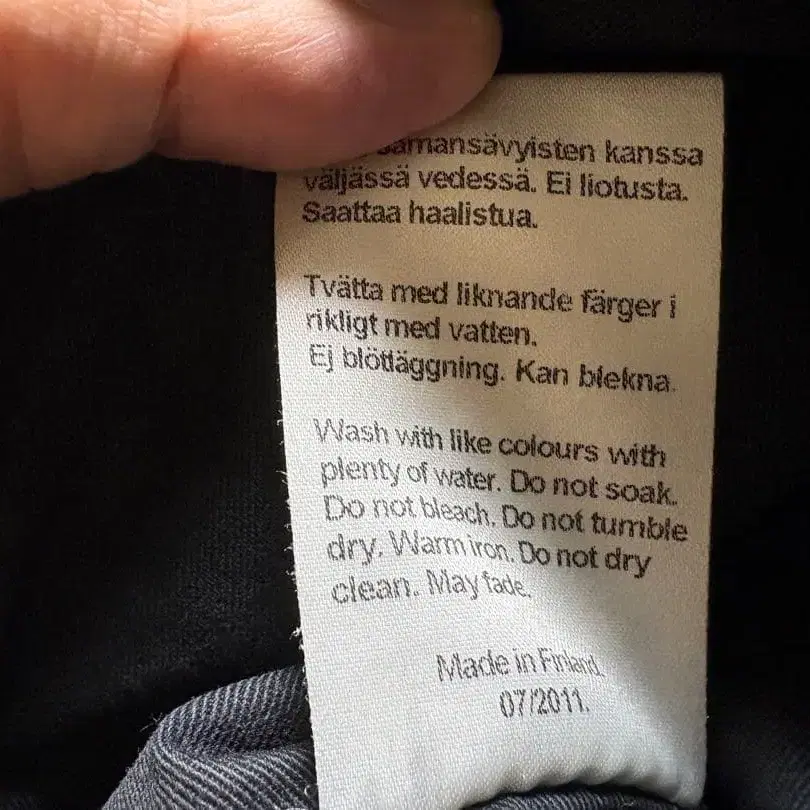 samansävyisten kanssa
väljässä vedessä. Ei liotusta.
Saattaa haalistua.
Tvätta med liknande färger i
rikligt med vatten.
Ej blötläggning. Kan blekna.
Wash with like colours with
plenty of water. Do not soak.
Do not bleach. Do not tumble
dry. Warm iron. Do not dry
clean. May fade.
Made in Finland.
07/2011.